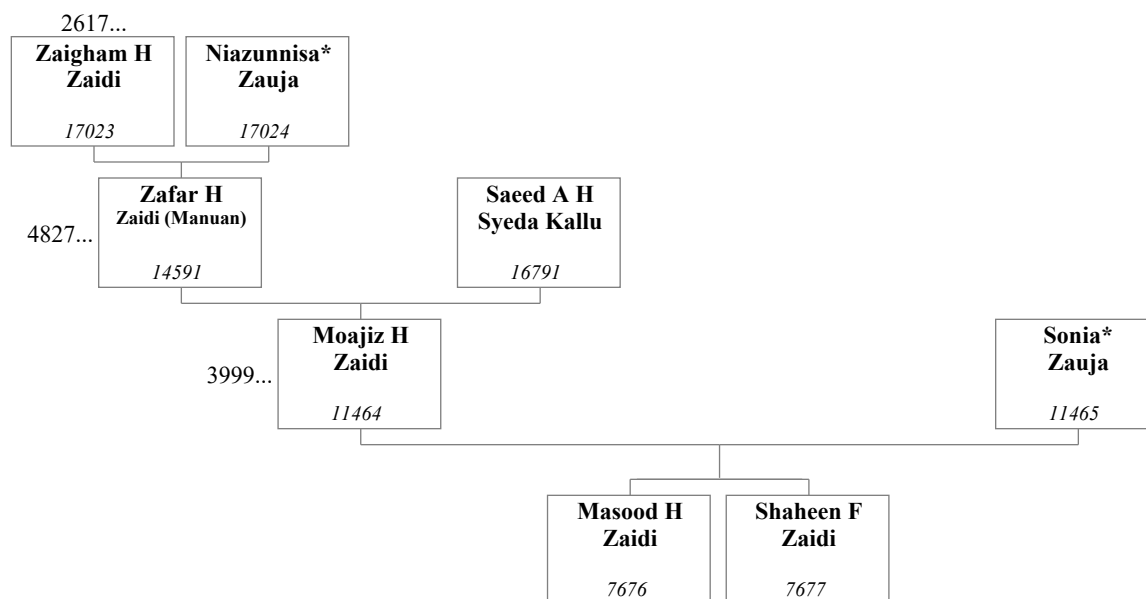 2617...
Zaigham H
Zaidi
17023
Niazunnisa*
Zauja
17024
4827...
Zafar H
Zaidi (Manuan)
14591
Saeed A H
Syeda Kallu
16791
3999...
Moajiz H
Zaidi
11464
Sonia*
Zauja
11465
Masood H
Zaidi
7676
Shaheen F
Zaidi
7677